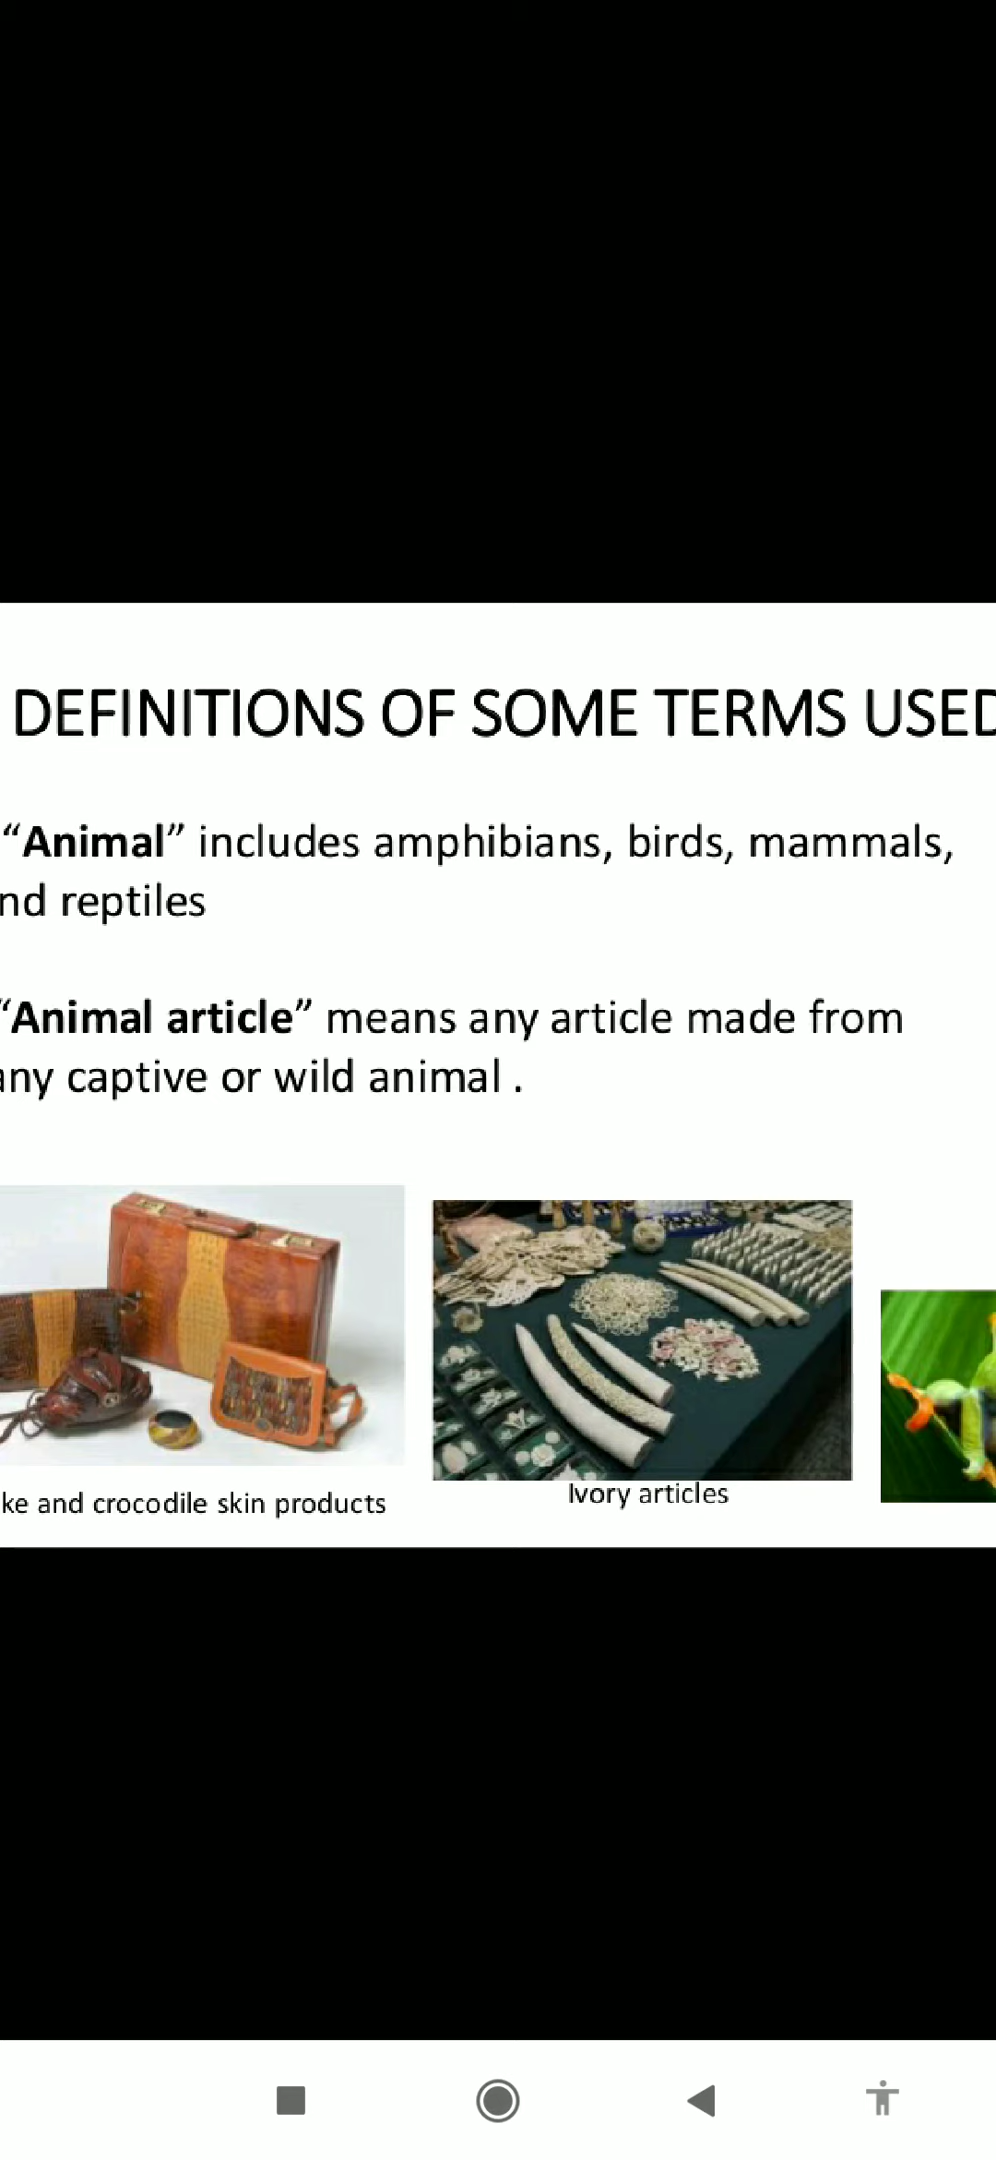 DEFINITIONS OF SOME TERMS USED
“Animal” includes amphibians, birds, mammals,
nd reptiles
“Animal article” means any article made from
any captive or wild animal .
ke and crocodile skin products
Ivory articles